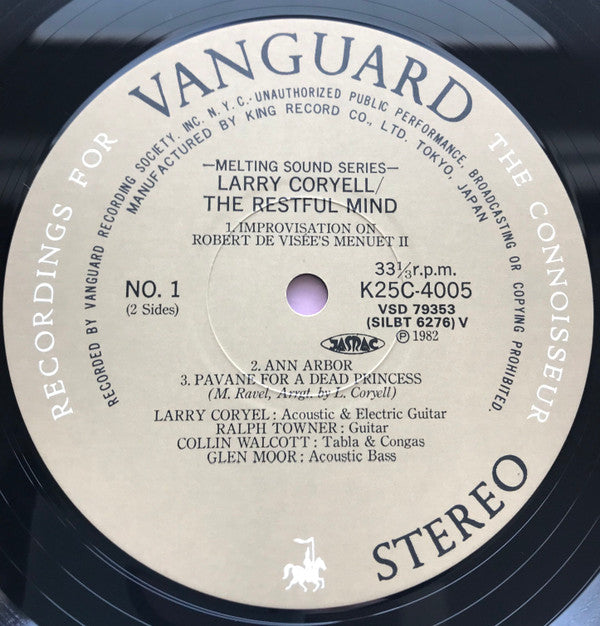 VANGUARD
RECORDINGS FOR THE CONNOISSEUR
RECORDED BY VANGUARD RECORDING SOCIETY, INC. N.Y.C.·UNAUTHORIZED PUBLIC PERFORMANCE, BROADCASTING OR COPYING PROHIBITED.
MANUFACTURED BY KING RECORD CO., LTD. TOKYO, JAPAN
—MELTING SOUND SERIES—
LARRY CORYELL/
THE RESTFUL MIND
1. IMPROVISATION ON
ROBERT DE VISÉE'S MENUET II
NO. 1
(2 Sides)
33⅓ r.p.m.
K25C-4005
VSD 79353
(SILBT 6276) V
JASRAC
Ⓟ 1982
2. ANN ARBOR
3. PAVANE FOR A DEAD PRINCESS
(M. Ravel, Arrgt. by L. Coryell)
LARRY CORYEL : Acoustic & Electric Guitar
RALPH TOWNER : Guitar
COLLIN WALCOTT : Tabla & Congas
GLEN MOOR : Acoustic Bass
STEREO